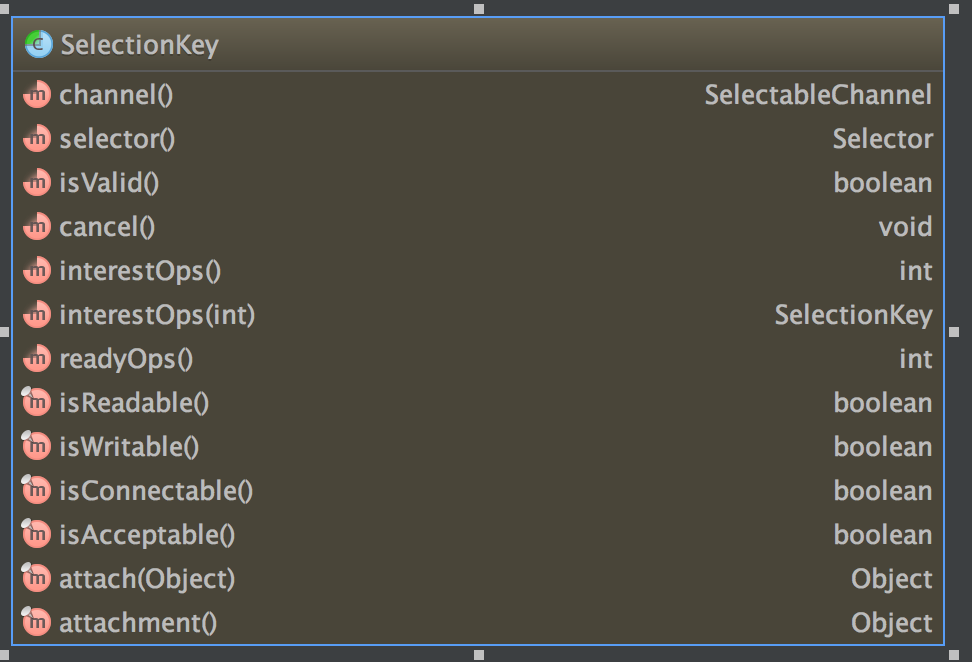 SelectionKey
channel() SelectableChannel
selector() Selector
isValid() boolean
cancel() void
interestOps() int
interestOps(int) SelectionKey
readyOps() int
isReadable() boolean
isWritable() boolean
isConnectable() boolean
isAcceptable() boolean
attach(Object) Object
attachment() Object